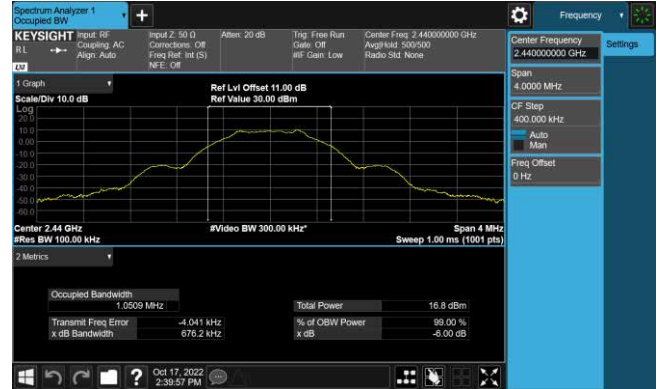 Spectrum Analyzer 1
Occupied BW
Frequency
KEYSIGHT
RL
LXI
Input: RF
Coupling: AC
Align: Auto
Input Z: 50 Ω
Corrections: Off
Freq Ref: Int (S)
NFE: Off
Atten: 20 dB
Trig: Free Run
Gate: Off
#IF Gain: Low
Center Freq: 2.440000000 GHz
Avg|Hold: 500/500
Radio Std: None
Center Frequency
2.440000000 GHz
Settings
Span
4.0000 MHz
CF Step
400.000 kHz
Auto
Man
Freq Offset
0 Hz
1 Graph
Scale/Div 10.0 dB
Ref Lvl Offset 11.00 dB
Ref Value 30.00 dBm
Log
20.0
10.0
0.00
-10.0
-20.0
-30.0
-40.0
-50.0
-60.0
Center 2.44 GHz
#Res BW 100.00 kHz
#Video BW 300.00 kHz*
Span 4 MHz
Sweep 1.00 ms (1001 pts)
2 Metrics
Occupied Bandwidth
1.0509 MHz
Total Power 16.8 dBm
Transmit Freq Error -4.041 kHz % of OBW Power 99.00 %
x dB Bandwidth 676.2 kHz x dB -6.00 dB
?
Oct 17, 2022
2:39:57 PM